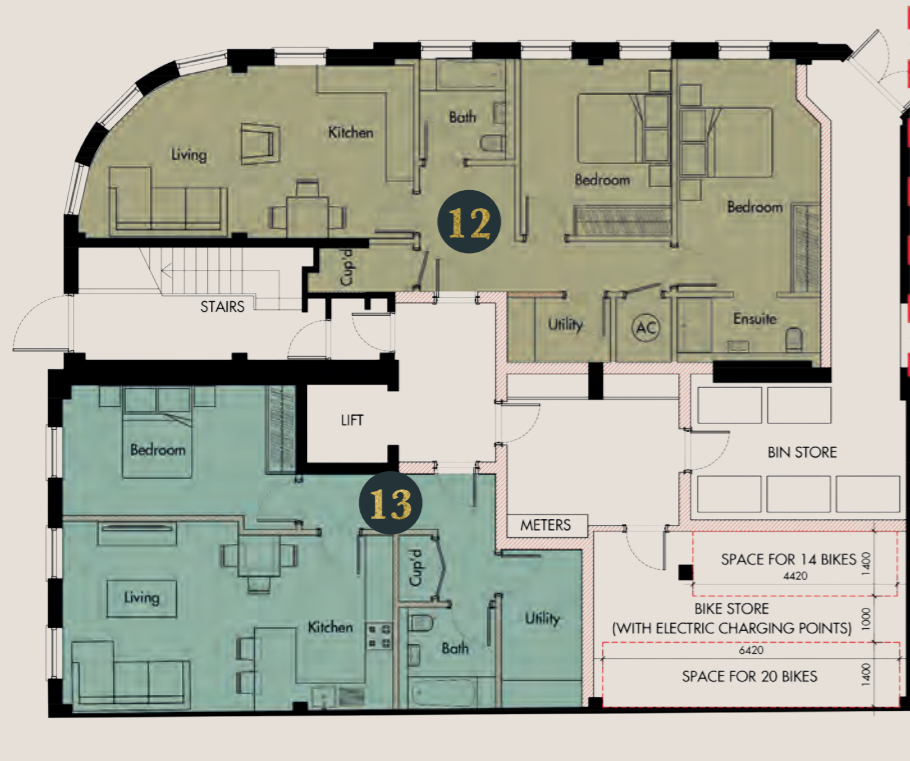 Bath
Kitchen
Living
Bedroom
Bedroom
12
Cup'd
STAIRS
Utility
AC
Ensuite
LIFT
Bedroom
BIN STORE
13
METERS
Cup'd
SPACE FOR 14 BIKES
4420
1400
Living
Kitchen
Utility
Bath
BIKE STORE
(WITH ELECTRIC CHARGING POINTS)
1000
6420
SPACE FOR 20 BIKES
1400